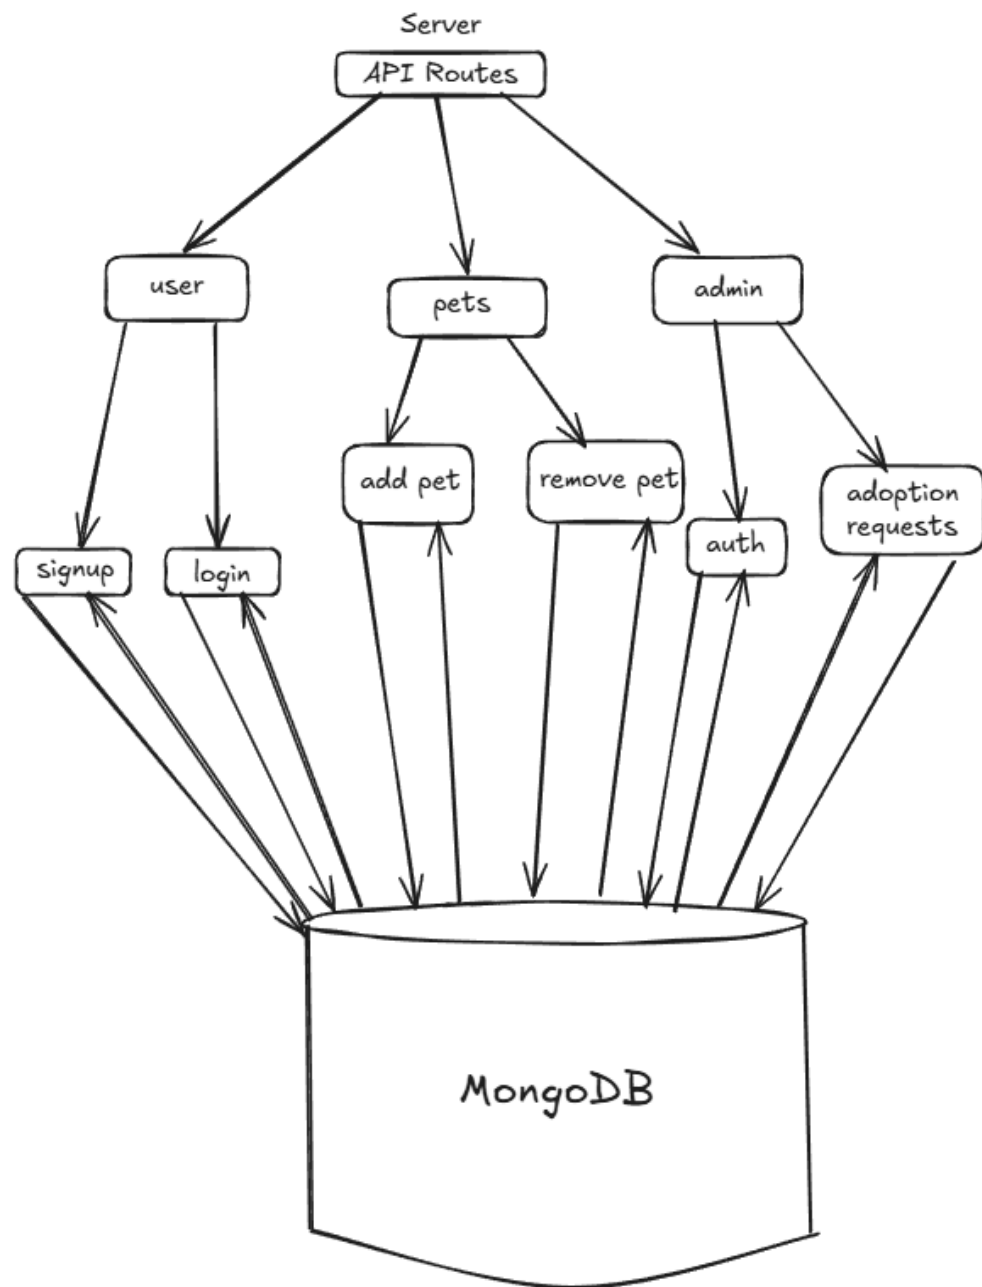 Server
API Routes
user
pets
admin
add pet
remove pet
adoption
requests
auth
signup
login
MongoDB